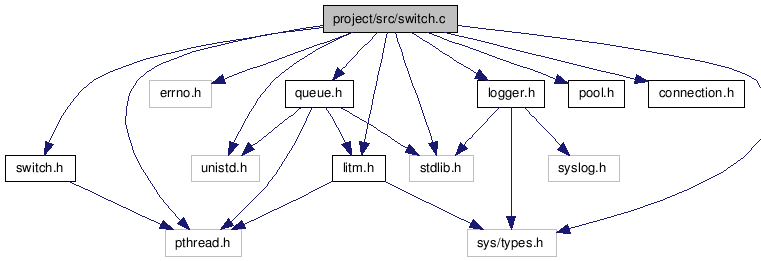 project/src/switch.c
errno.h
queue.h
logger.h
pool.h
connection.h
switch.h
unistd.h
litm.h
stdlib.h
syslog.h
pthread.h
sys/types.h